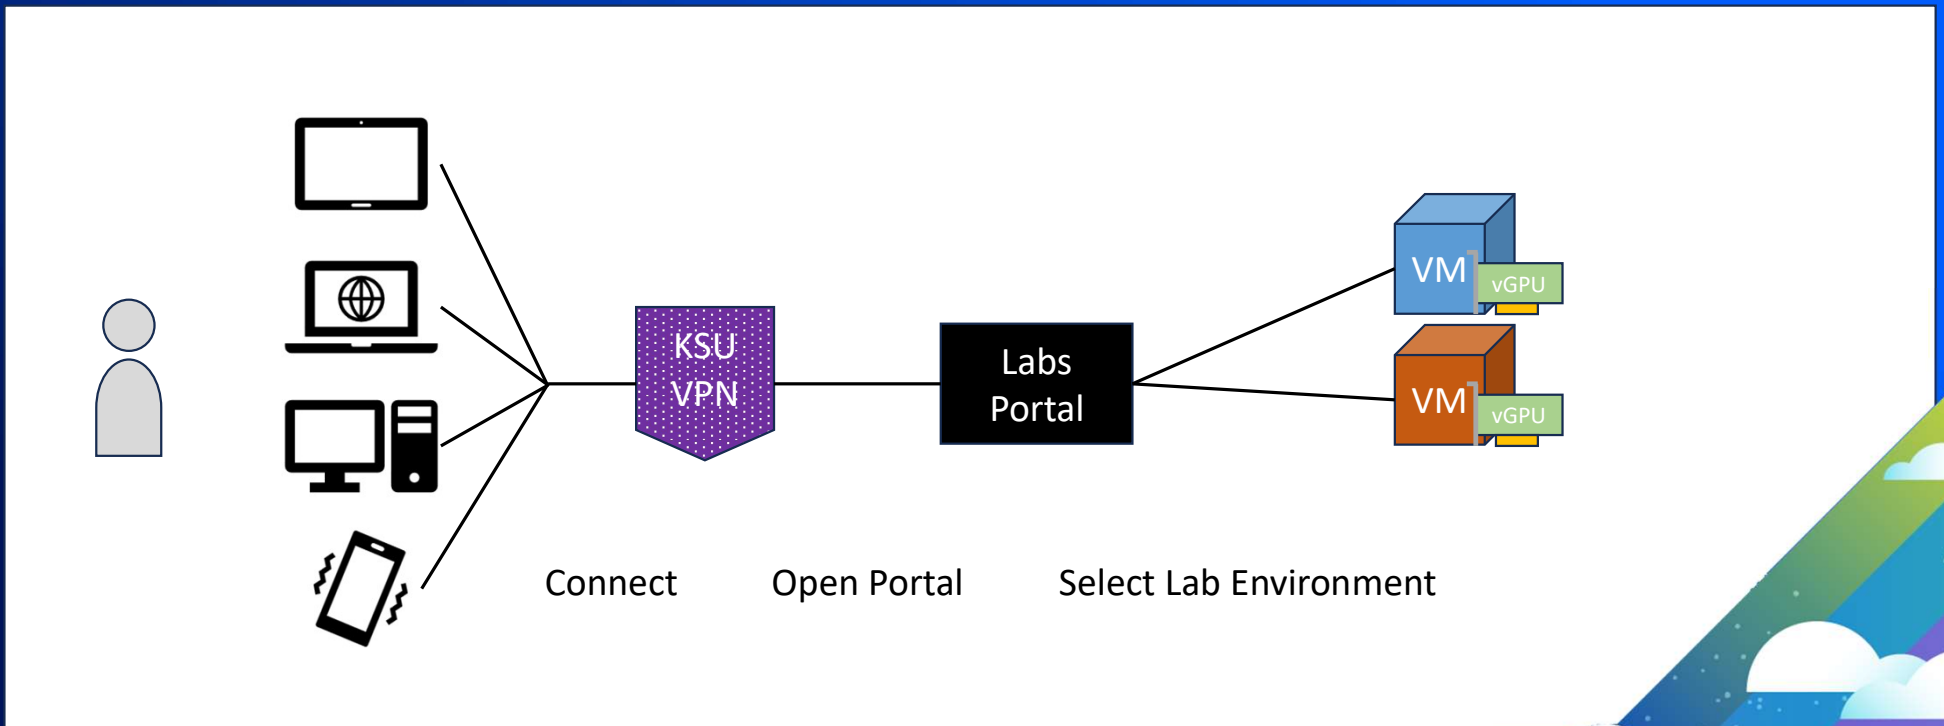 KSU
VPN
Labs
Portal
VM
vGPU
VM
vGPU
Connect
Open Portal
Select Lab Environment